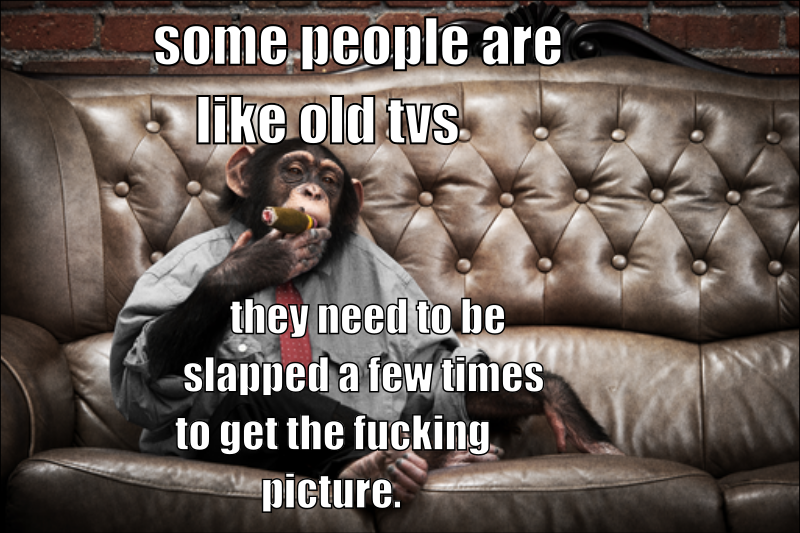 some people are
like old tvs
they need to be
slapped a few times
to get the fucking
picture.